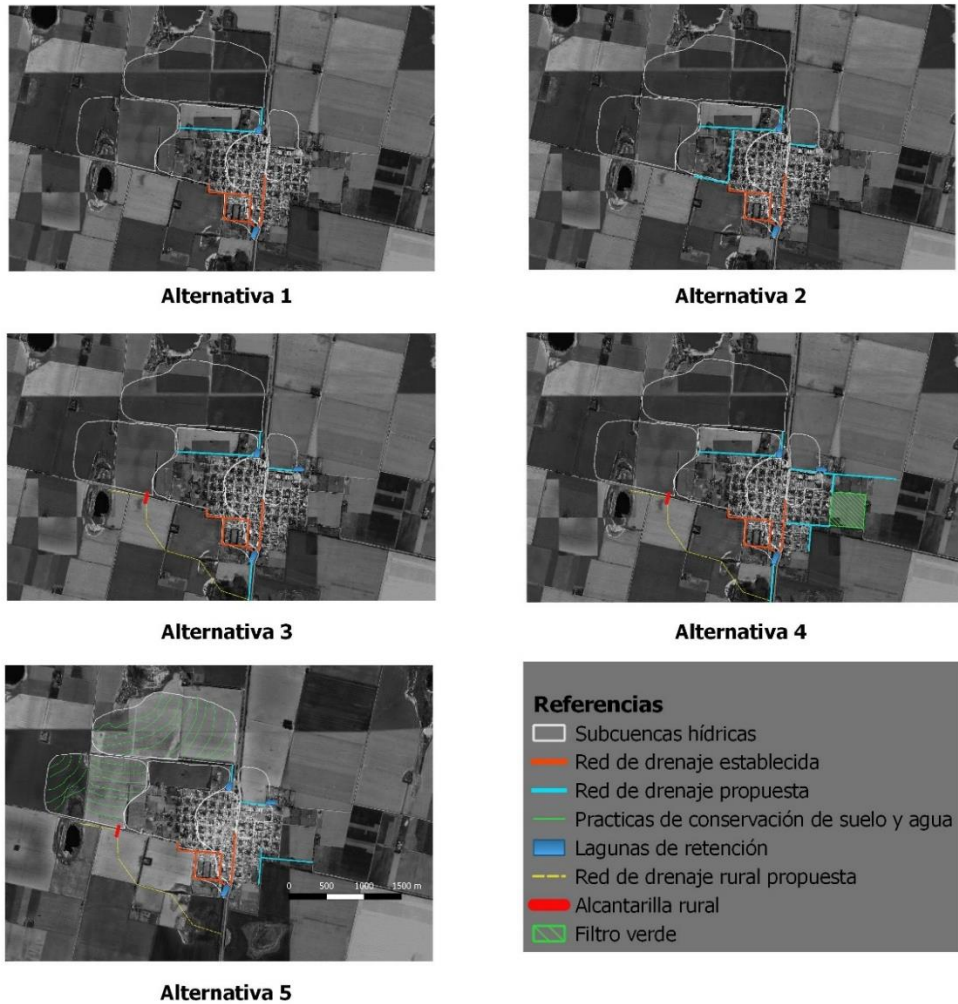 Alternativa 1
Alternativa 2
Alternativa 3
Alternativa 4
0 500 1000 1500 m
Alternativa 5
Referencias
Subcuencas hídricas
Red de drenaje establecida
Red de drenaje propuesta
Practicas de conservación de suelo y agua
Lagunas de retención
Red de drenaje rural propuesta
Alcantarilla rural
Filtro verde